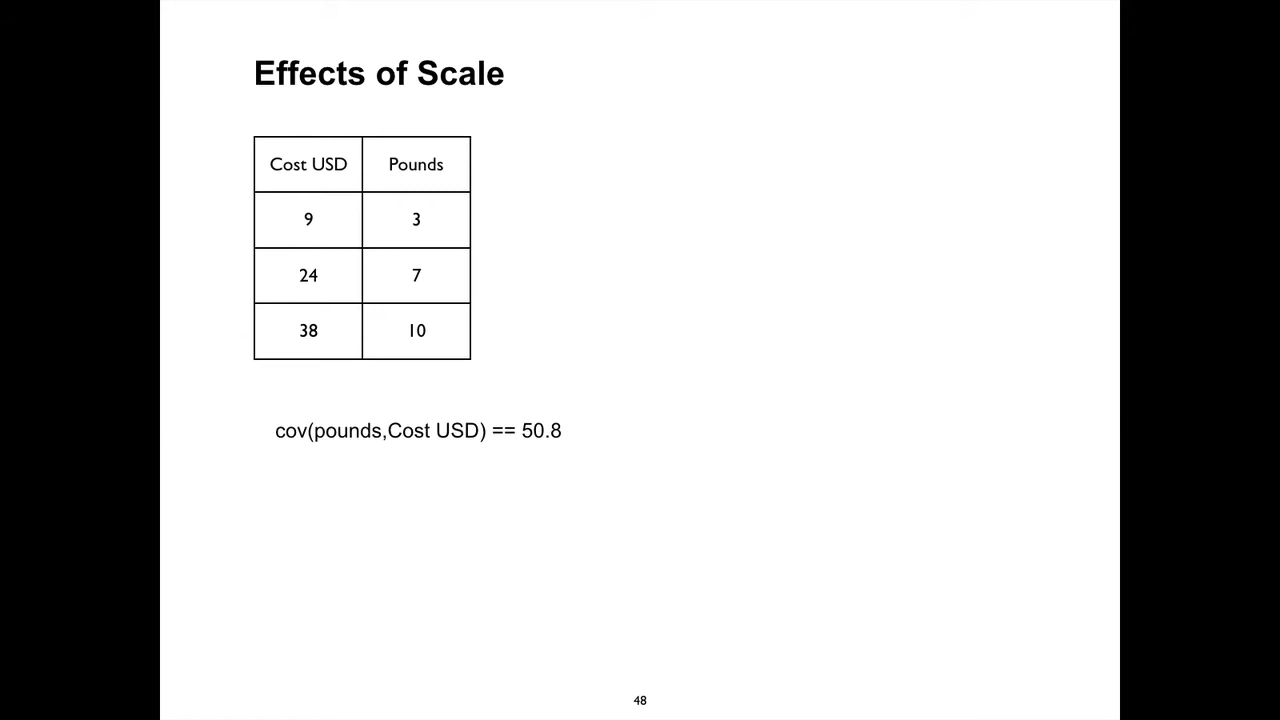 Effects of Scale
Cost USD Pounds
9 3
24 7
38 10
cov(pounds,Cost USD) == 50.8
48